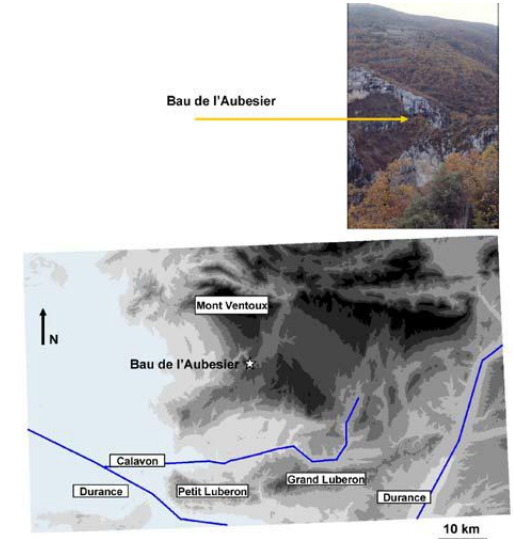 Bau de l'Aubesier
Mont Ventoux
N
Bau de l'Aubesier
Calavon
Grand Luberon
Durance
Petit Luberon
Durance
10 km